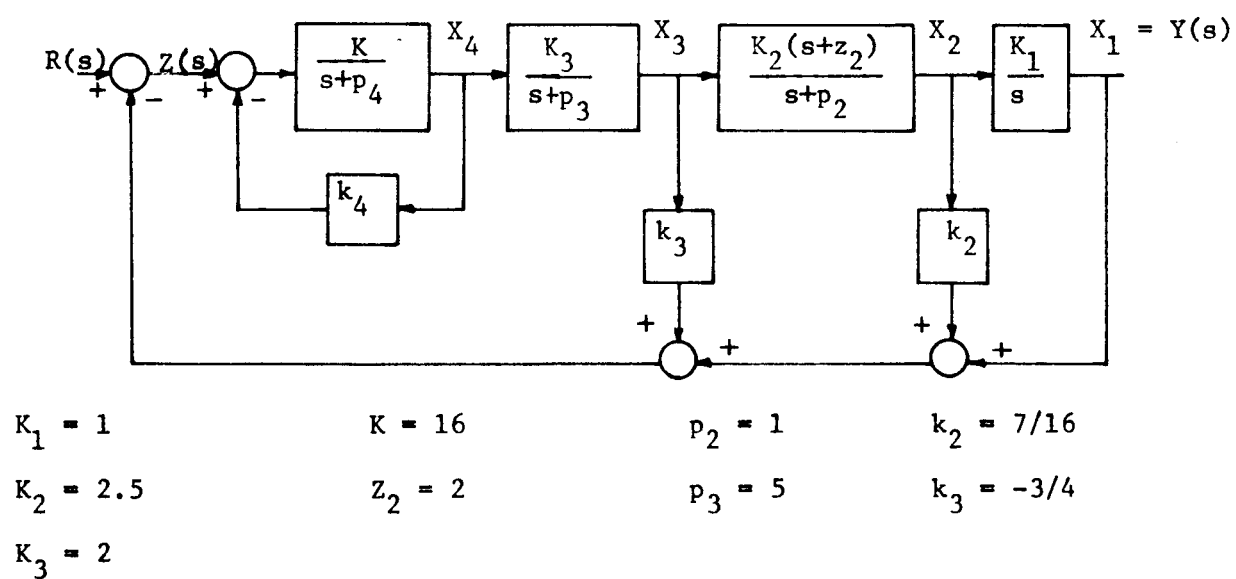 R(s) Z(s) X4 X3 X2 X1 = Y(s)
+ - + -
K
s+p4
K3
s+p3
K2(s+z2)
s+p2
K1
s
k4
k3
k2
+ + + +
K1 = 1 K = 16 p2 = 1 k2 = 7/16
K2 = 2.5 Z2 = 2 p3 = 5 k3 = -3/4
K3 = 2